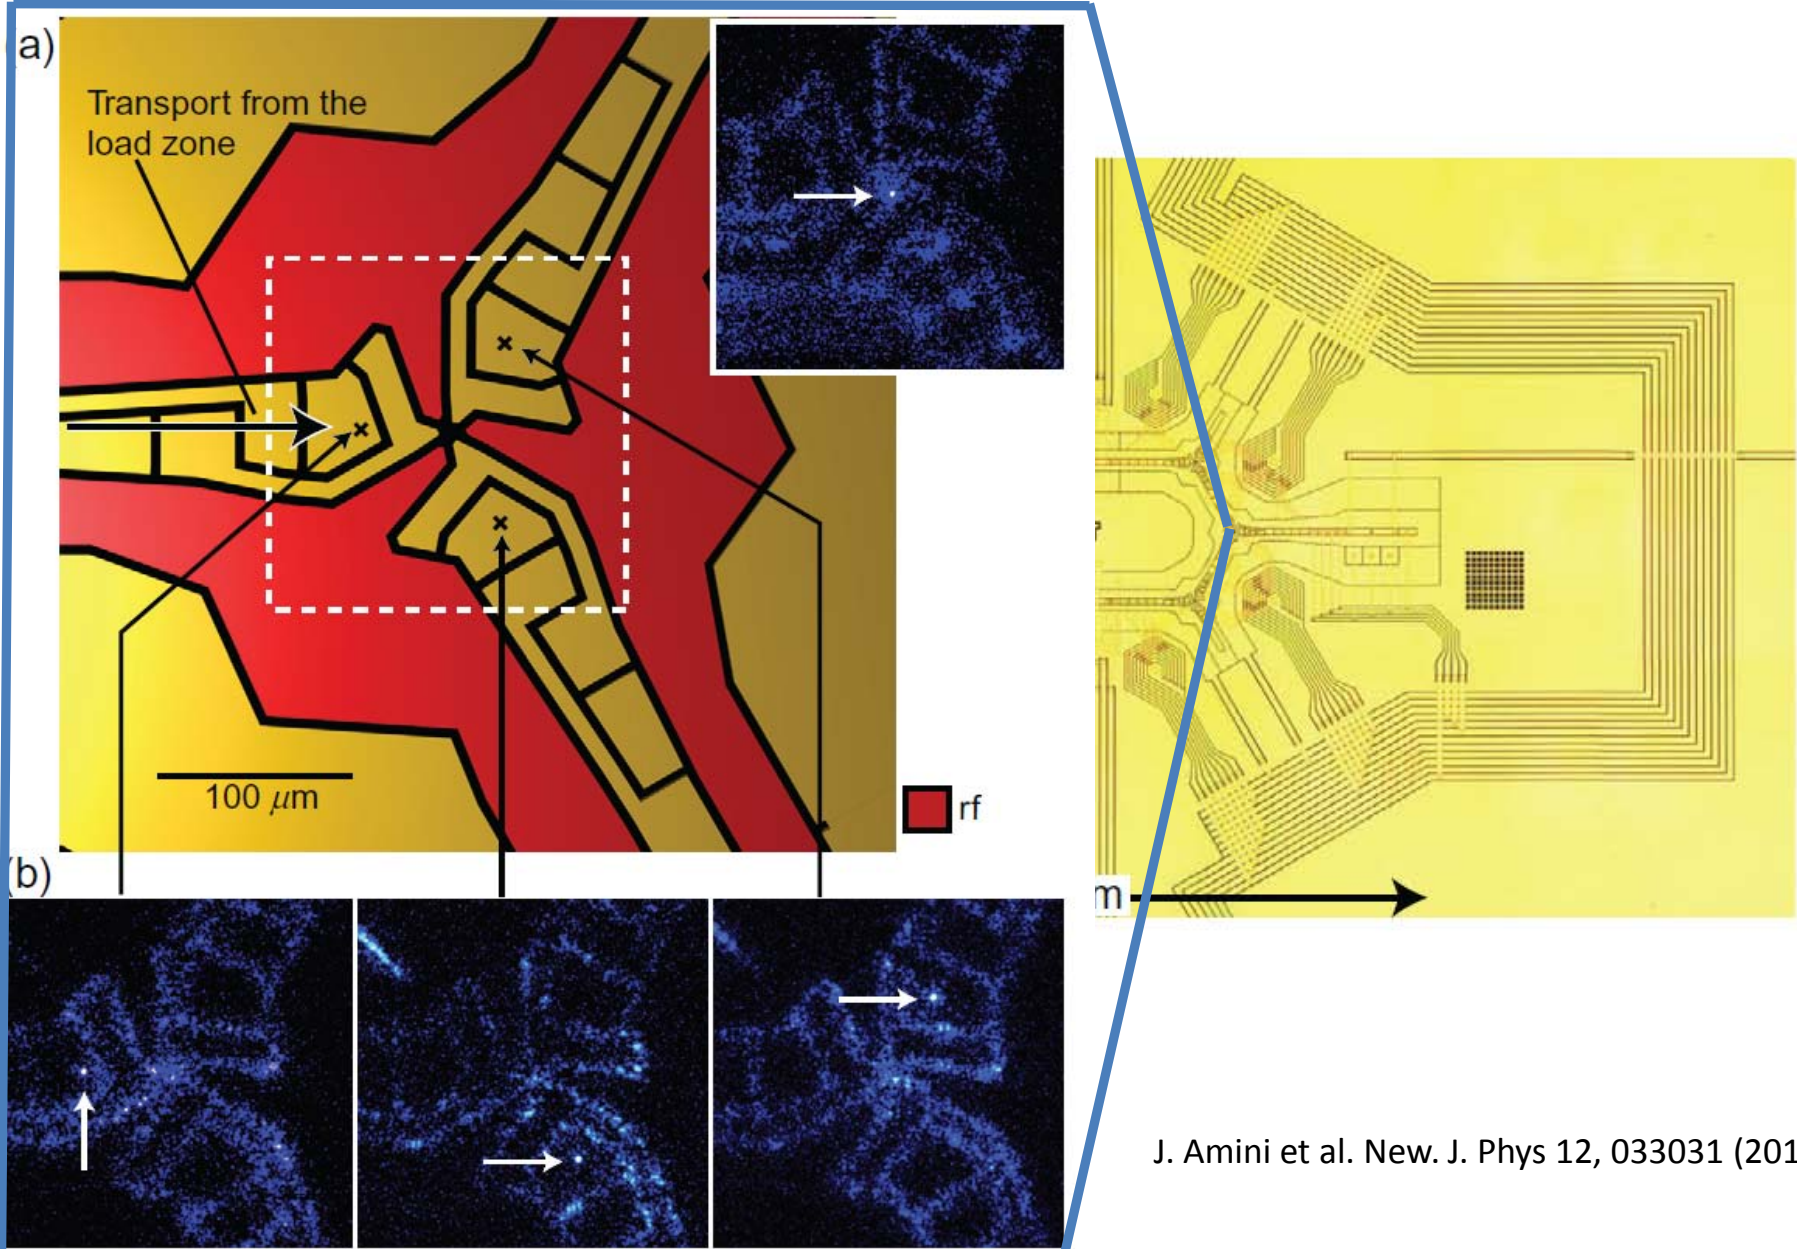 (a)
Transport from the
load zone
100 μm
rf
(b)
m
J. Amini et al. New. J. Phys 12, 033031 (201